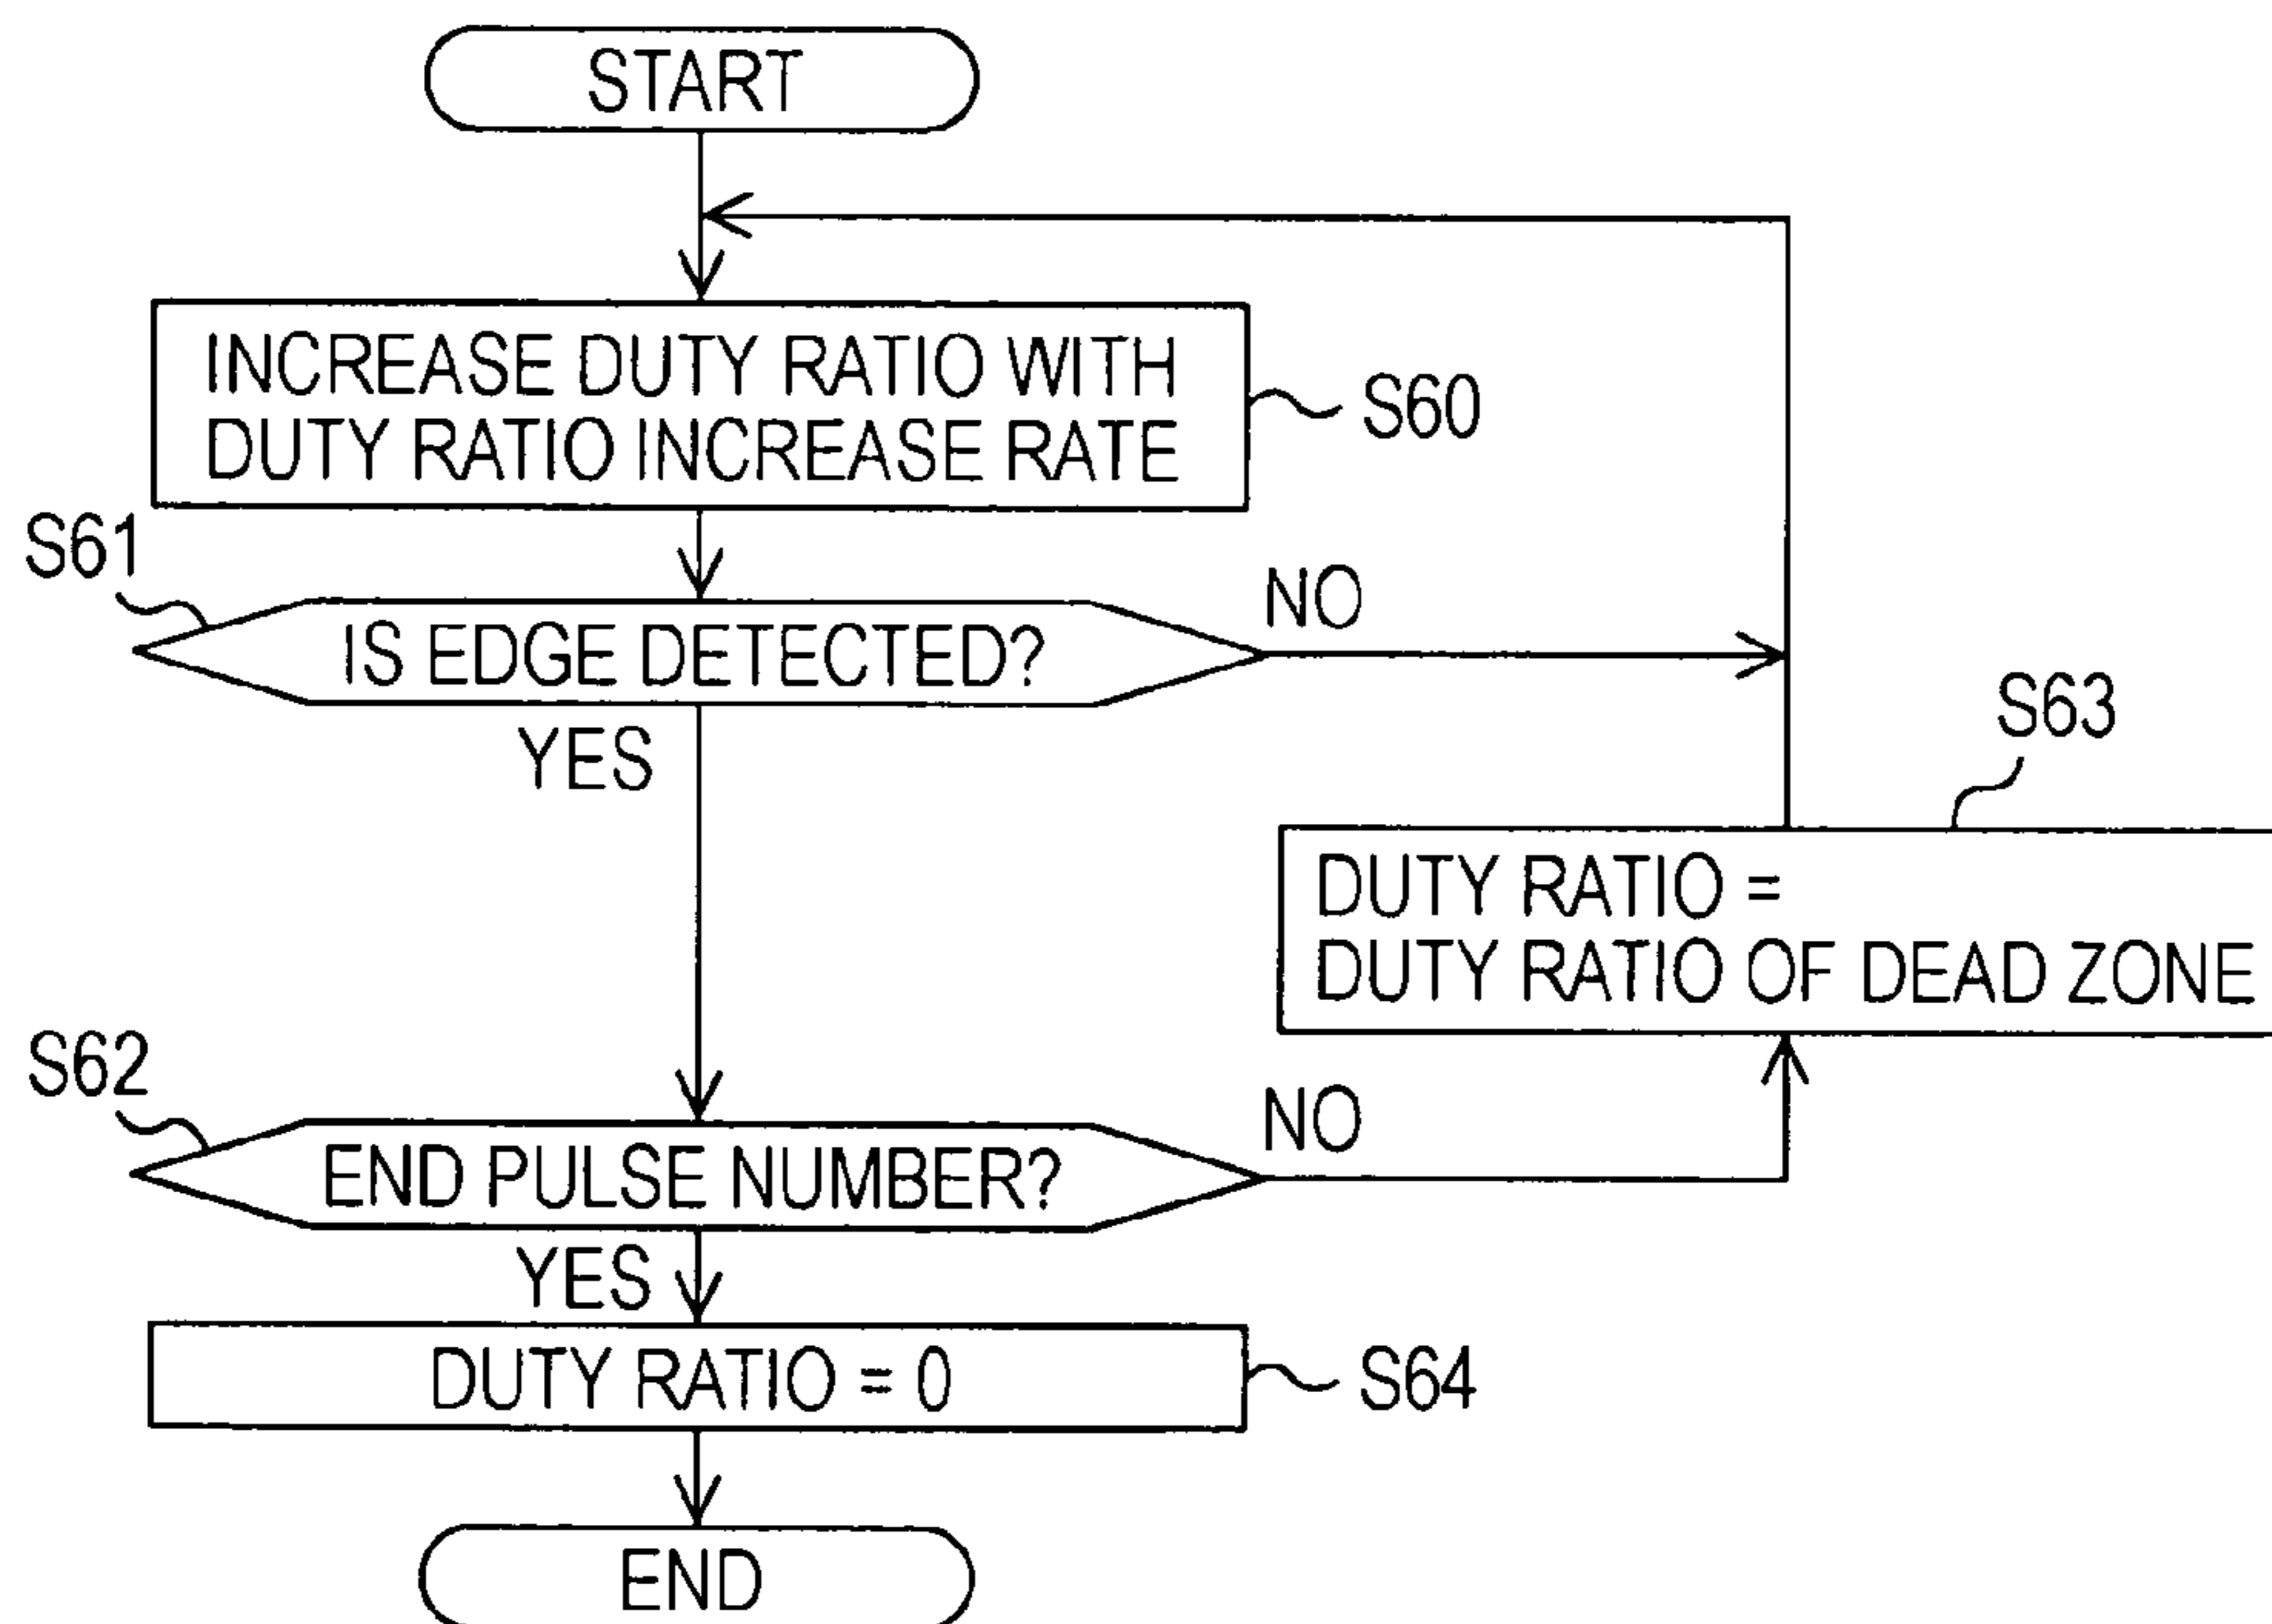 START
INCREASE DUTY RATIO WITH
DUTY RATIO INCREASE RATE
S60
S61
IS EDGE DETECTED?
NO
YES
S63
DUTY RATIO =
DUTY RATIO OF DEAD ZONE
S62
END PULSE NUMBER?
NO
YES
DUTY RATIO = 0
S64
END